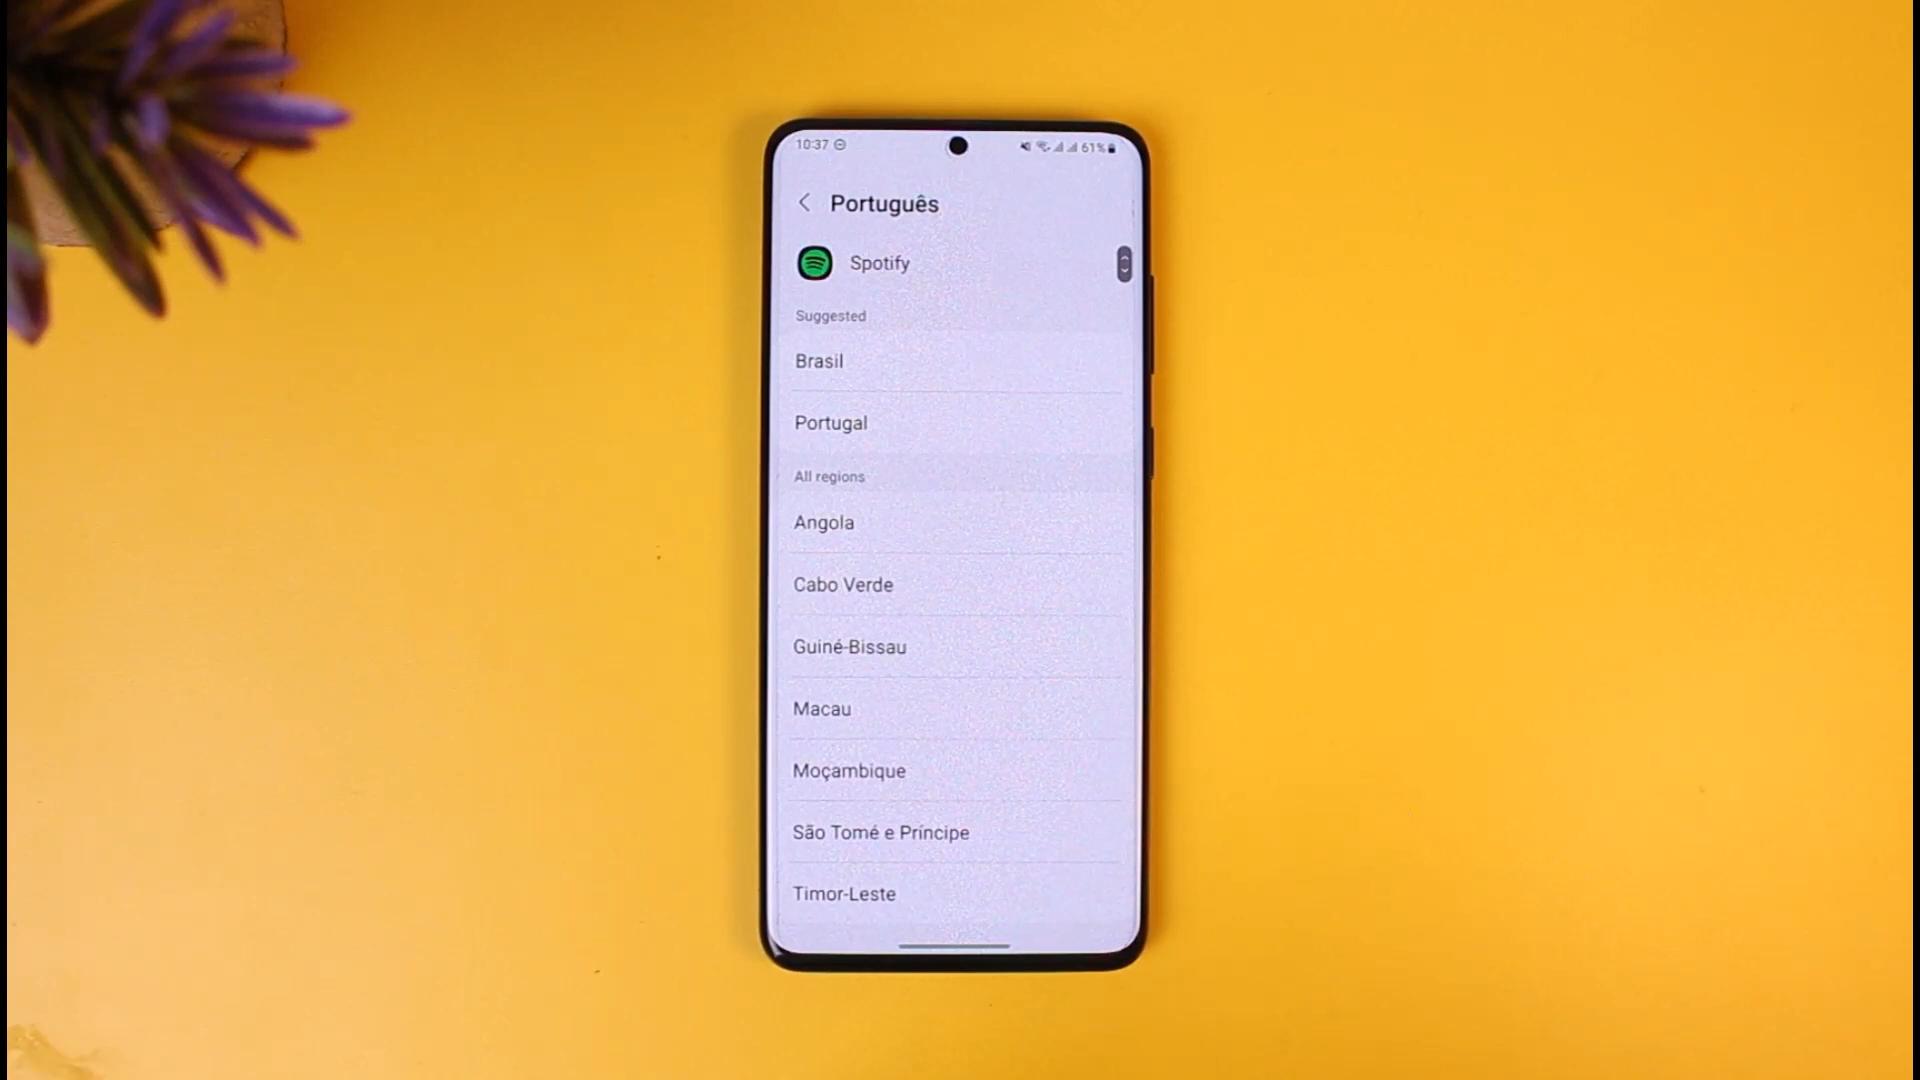 10:37
61%
Português
Spotify
Suggested
Brasil
Portugal
All regions
Angola
Cabo Verde
Guiné-Bissau
Macau
Moçambique
São Tomé e Príncipe
Timor-Leste